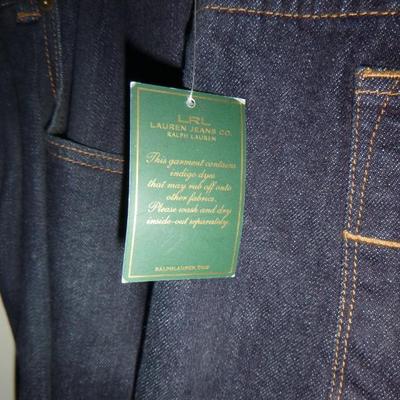 LRL
LAUREN JEANS CO.
RALPH LAUREN
This garment contains
indigo dyes
that may rub off onto
other fabrics.
Please wash and dry
inside-out separately.
RALPHLAUREN.COM